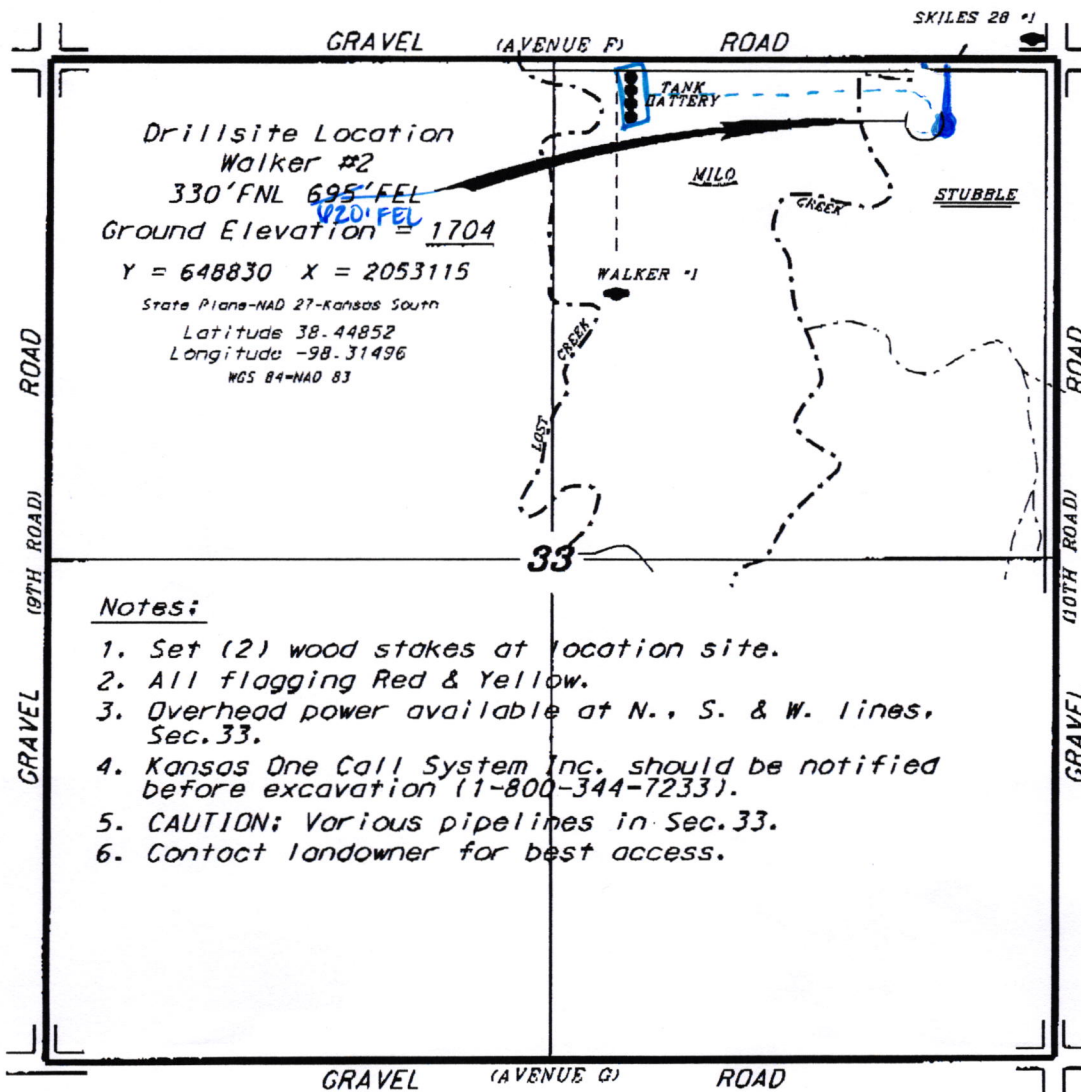 SKILES 28 #1
GRAVEL (AVENUE F) ROAD
TANK
BATTERY
Drillsite Location
Walker #2
330'FNL 695'FEL
620'FEL
Ground Elevation = 1704
Y = 648830 X = 2053115
State Plane-NAD 27-Kansas South
Latitude 38.44852
Longitude -98.31496
WGS 84=NAD 83
MILO
CREEK
STUBBLE
WALKER #1
LOST CREEK
33
GRAVEL (9TH ROAD) ROAD
GRAVEL (10TH ROAD) ROAD
Notes:
1. Set (2) wood stakes at location site.
2. All flagging Red & Yellow.
3. Overhead power available at N., S. & W. lines,
Sec.33.
4. Kansas One Call System Inc. should be notified
before excavation (1-800-344-7233).
5. CAUTION: Various pipelines in Sec.33.
6. Contact landowner for best access.
GRAVEL (AVENUE G) ROAD